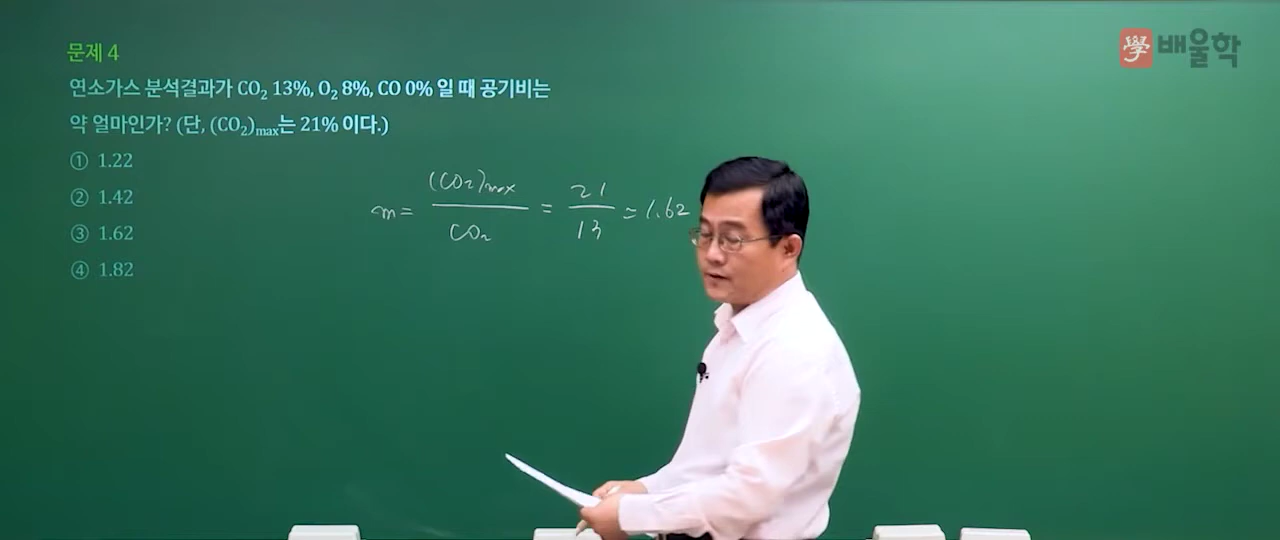 문제 4
연소가스 분석결과가 CO₂ 13%, O₂ 8%, CO 0% 일 때 공기비는
약 얼마인가? (단, (CO₂)max는 21% 이다.)
① 1.22
② 1.42
③ 1.62
④ 1.82
m = (CO₂)max / CO₂ = 21 / 13 = 1.62
學 배울학